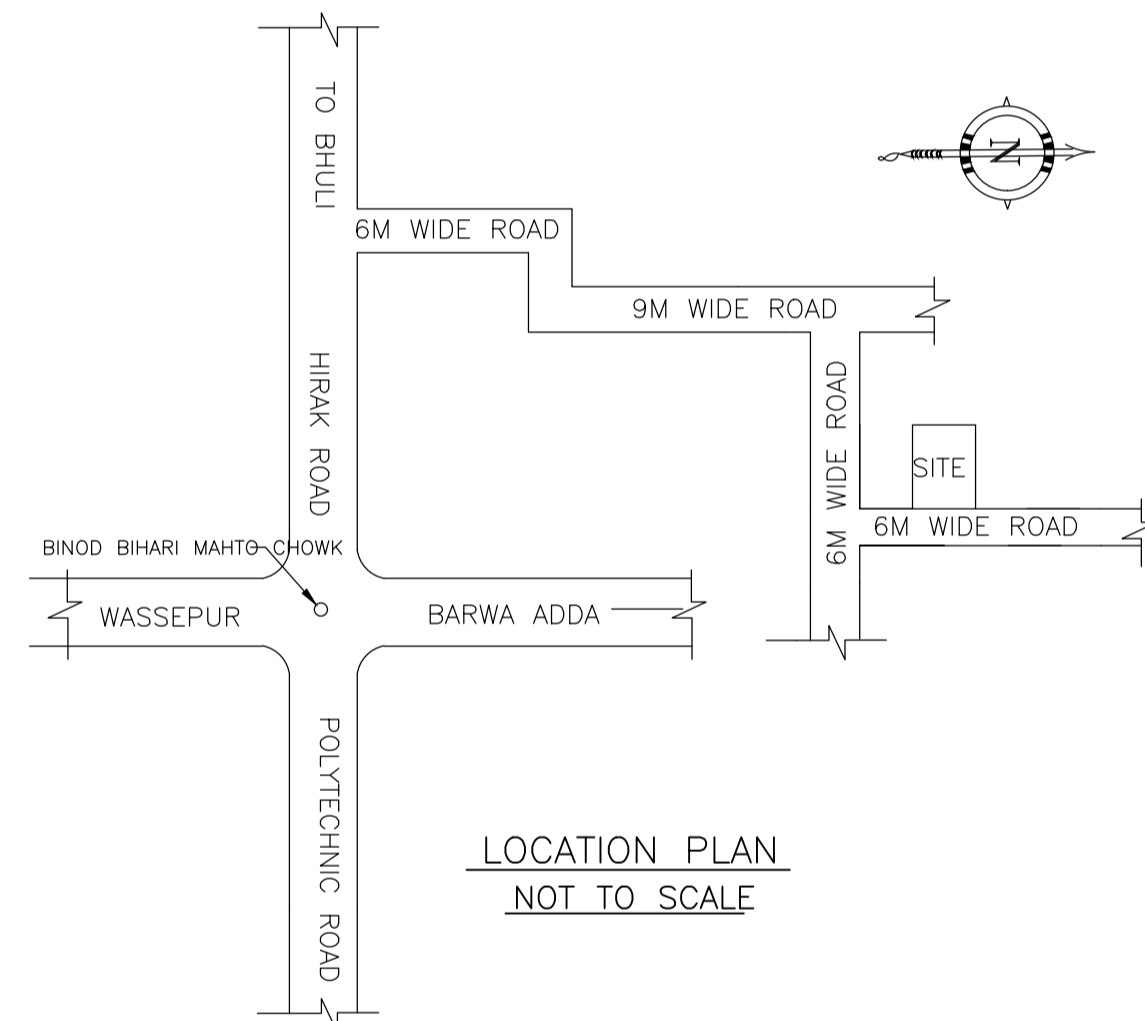 TO BHULI
6M WIDE ROAD
N
9M WIDE ROAD
HIRAK ROAD
6M WIDE ROAD
SITE
6M WIDE ROAD
BINOD BIHARI MAHTO CHOWK
WASSEPUR
BARWA ADDA
POLYTECHNIC ROAD
LOCATION PLAN
NOT TO SCALE